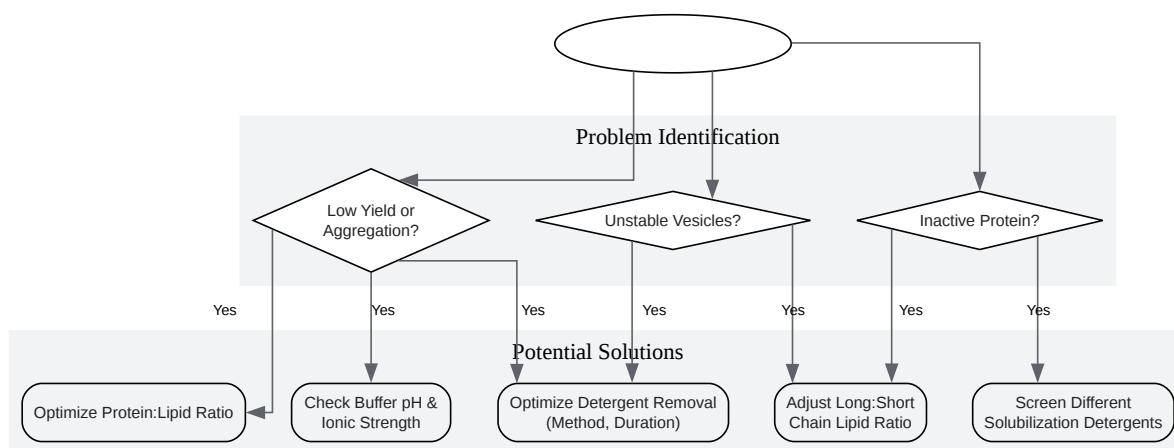 Problem Identification
Low Yield or
Aggregation?
Unstable Vesicles?
Inactive Protein?
Yes
Yes
Yes
Yes
Yes
Yes
Yes
Potential Solutions
Optimize Protein:Lipid Ratio
Check Buffer pH &
Ionic Strength
Optimize Detergent Removal
(Method, Duration)
Adjust Long:Short
Chain Lipid Ratio
Screen Different
Solubilization Detergents